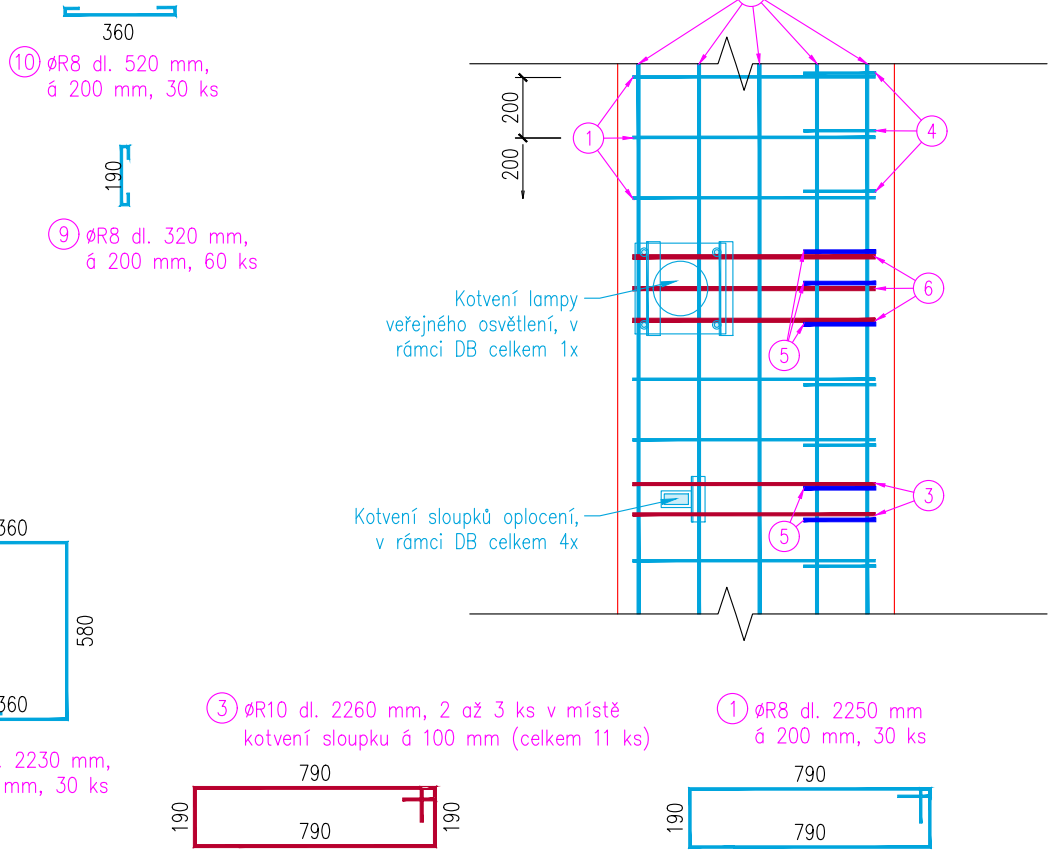 360
10 øR8 dl. 520 mm,
á 200 mm, 30 ks
190
9 øR8 dl. 320 mm,
á 200 mm, 60 ks
200
200
1
4
Kotvení lampy
veřejného osvětlení, v
rámci DB celkem 1x
6
5
Kotvení sloupků oplocení,
v rámci DB celkem 4x
3
5
360
580
360
2230 mm,
mm, 30 ks
3 øR10 dl. 2260 mm, 2 až 3 ks v místě
kotvení sloupku á 100 mm (celkem 11 ks)
790
190
190
790
1 øR8 dl. 2250 mm
á 200 mm, 30 ks
790
190
790